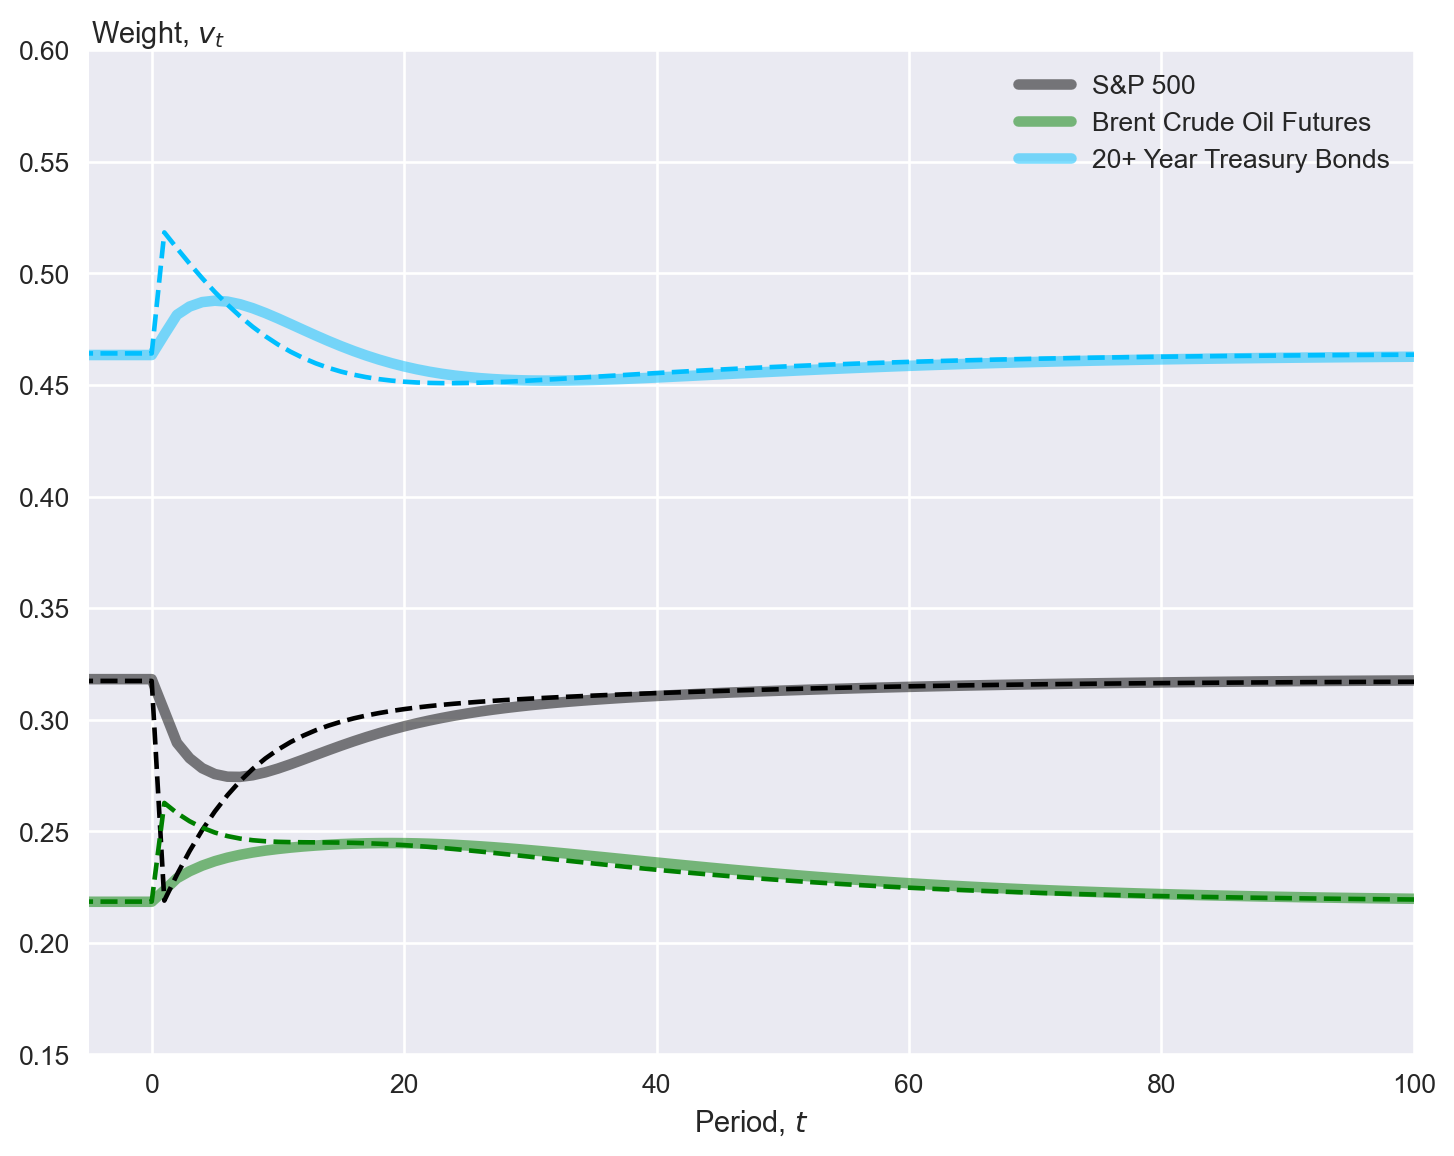 Weight, v_t
0.60
0.55
0.50
0.45
0.40
0.35
0.30
0.25
0.20
0.15
S&P 500
Brent Crude Oil Futures
20+ Year Treasury Bonds
0 20 40 60 80 100
Period, t